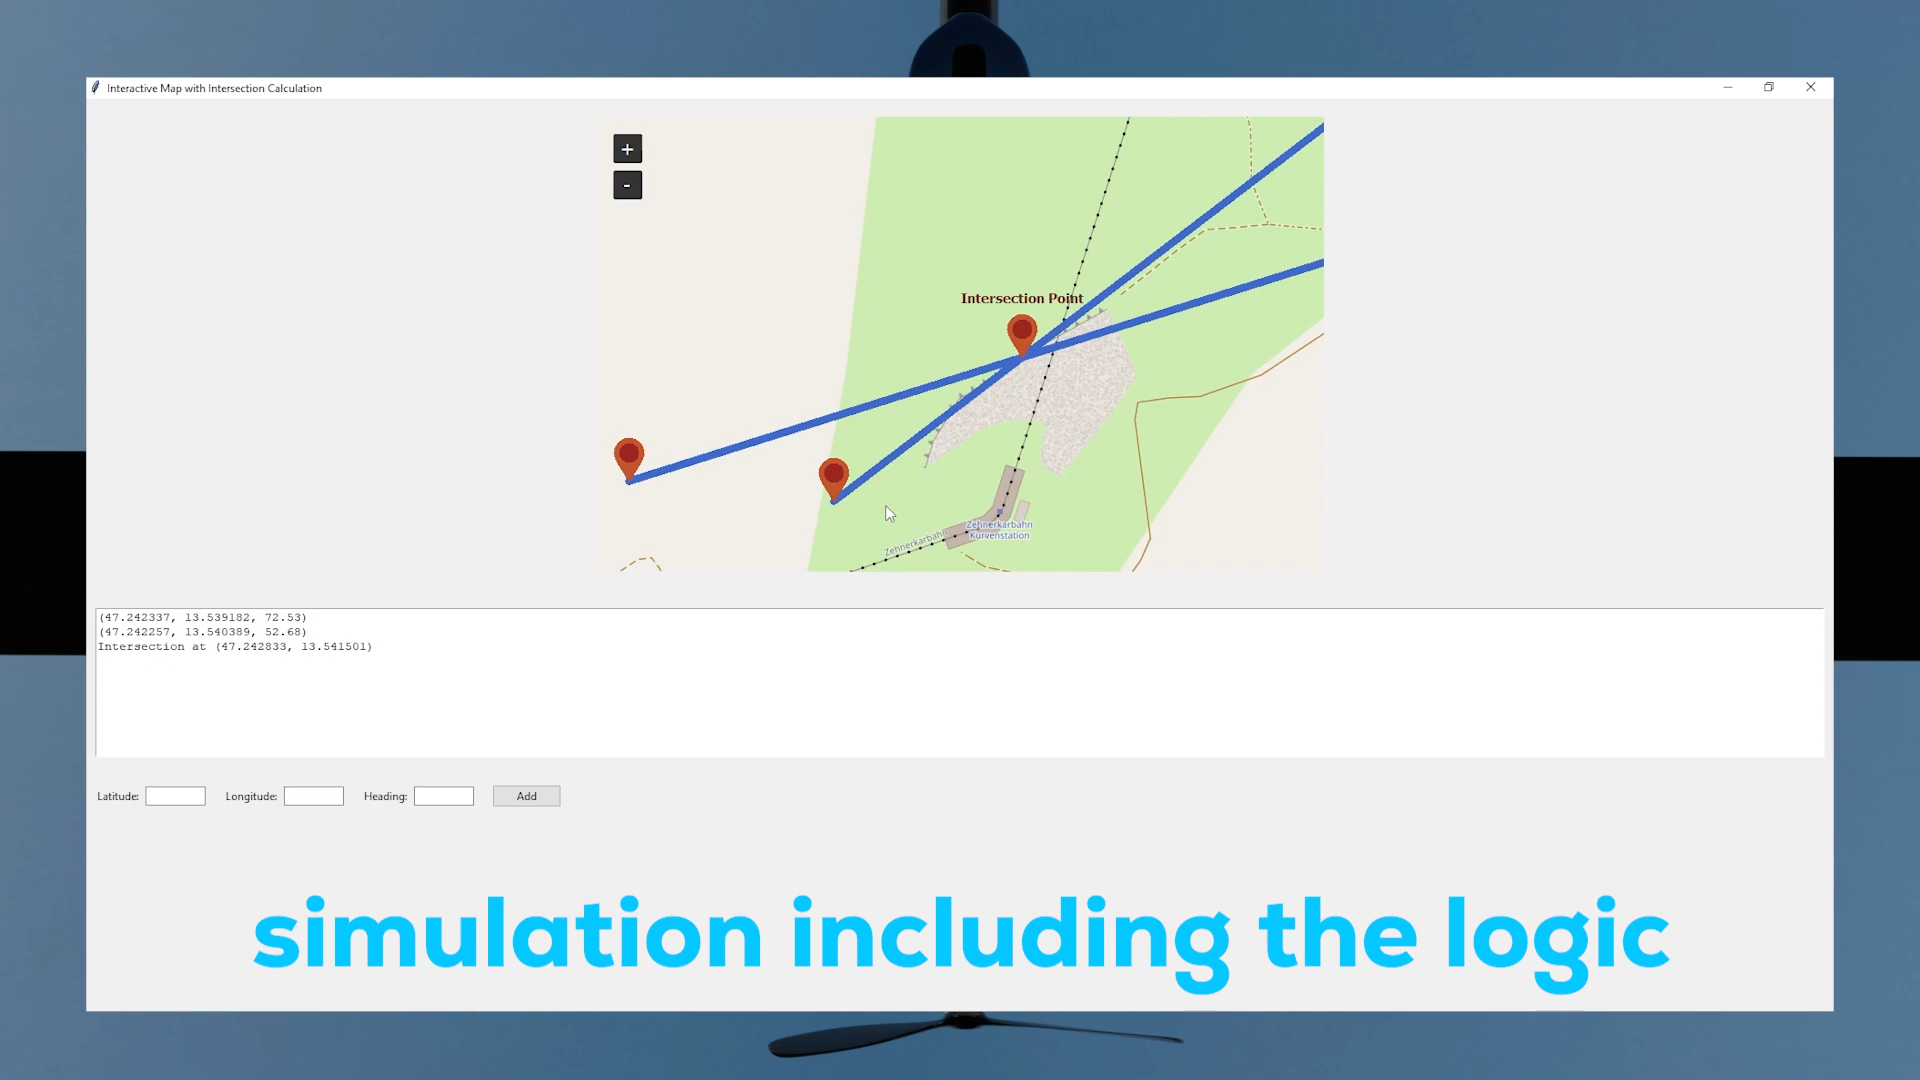 Interactive Map with Intersection Calculation
+
-
Intersection Point
Zehnerkarbahn
Kurvenstation
Zehnerkarbahn
(47.242337, 13.539182, 72.53)
(47.242257, 13.540389, 52.68)
Intersection at (47.242833, 13.541501)
Latitude: Longitude: Heading: Add
simulation including the logic